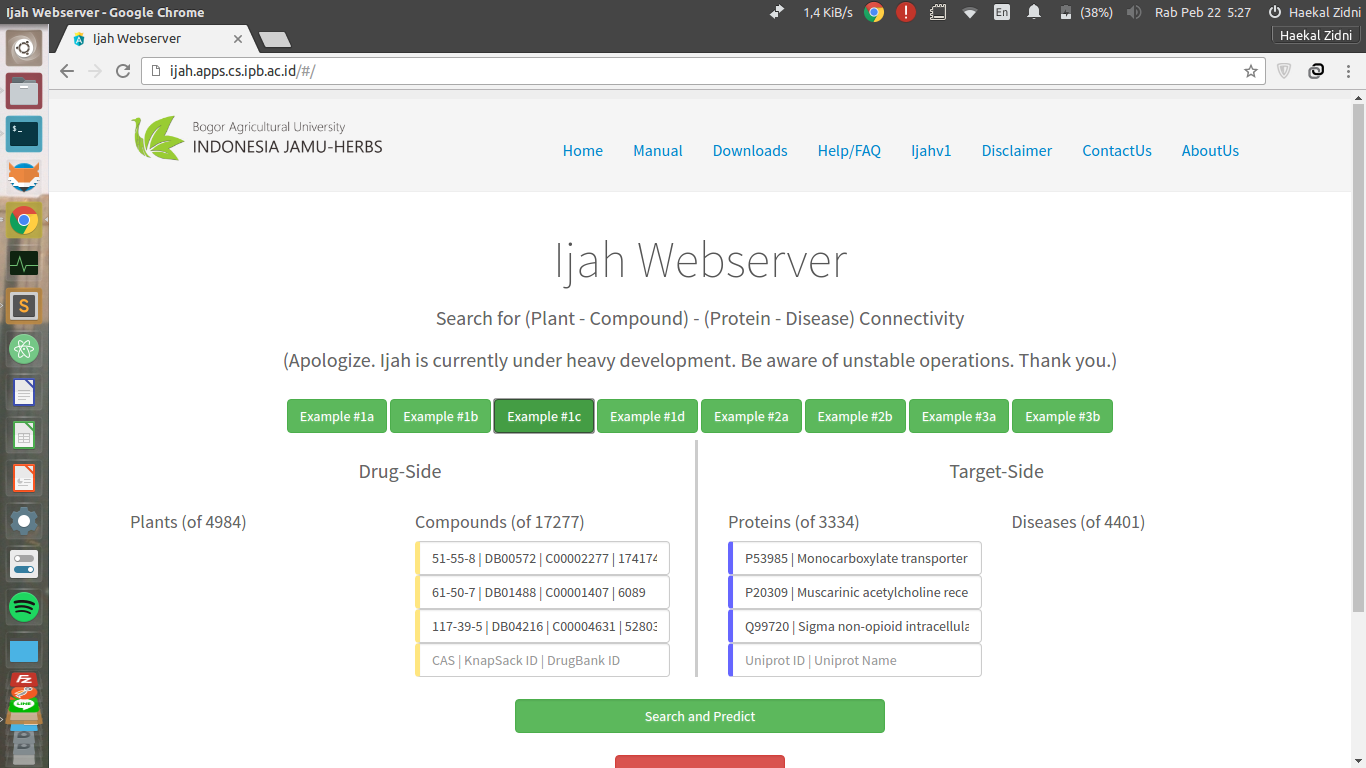 Ijah Webserver - Google Chrome
1,4 KiB/s
En
(38%)
Rab Peb 22 5:27
Haekal Zidni
Ijah Webserver
Haekal Zidni
ijah.apps.cs.ipb.ac.id/#/
Bogor Agricultural University
INDONESIA JAMU-HERBS
Home
Manual
Downloads
Help/FAQ
Ijahv1
Disclaimer
ContactUs
AboutUs
Ijah Webserver
Search for (Plant - Compound) - (Protein - Disease) Connectivity
(Apologize. Ijah is currently under heavy development. Be aware of unstable operations. Thank you.)
Example #1a
Example #1b
Example #1c
Example #1d
Example #2a
Example #2b
Example #3a
Example #3b
Drug-Side
Target-Side
Plants (of 4984)
Compounds (of 17277)
Proteins (of 3334)
Diseases (of 4401)
51-55-8 | DB00572 | C00002277 | 174174
P53985 | Monocarboxylate transporter
61-50-7 | DB01488 | C00001407 | 6089
P20309 | Muscarinic acetylcholine rece
117-39-5 | DB04216 | C00004631 | 52803
Q99720 | Sigma non-opioid intracellula
CAS | KnapSack ID | DrugBank ID
Uniprot ID | Uniprot Name
Search and Predict
S
FZ
LINE